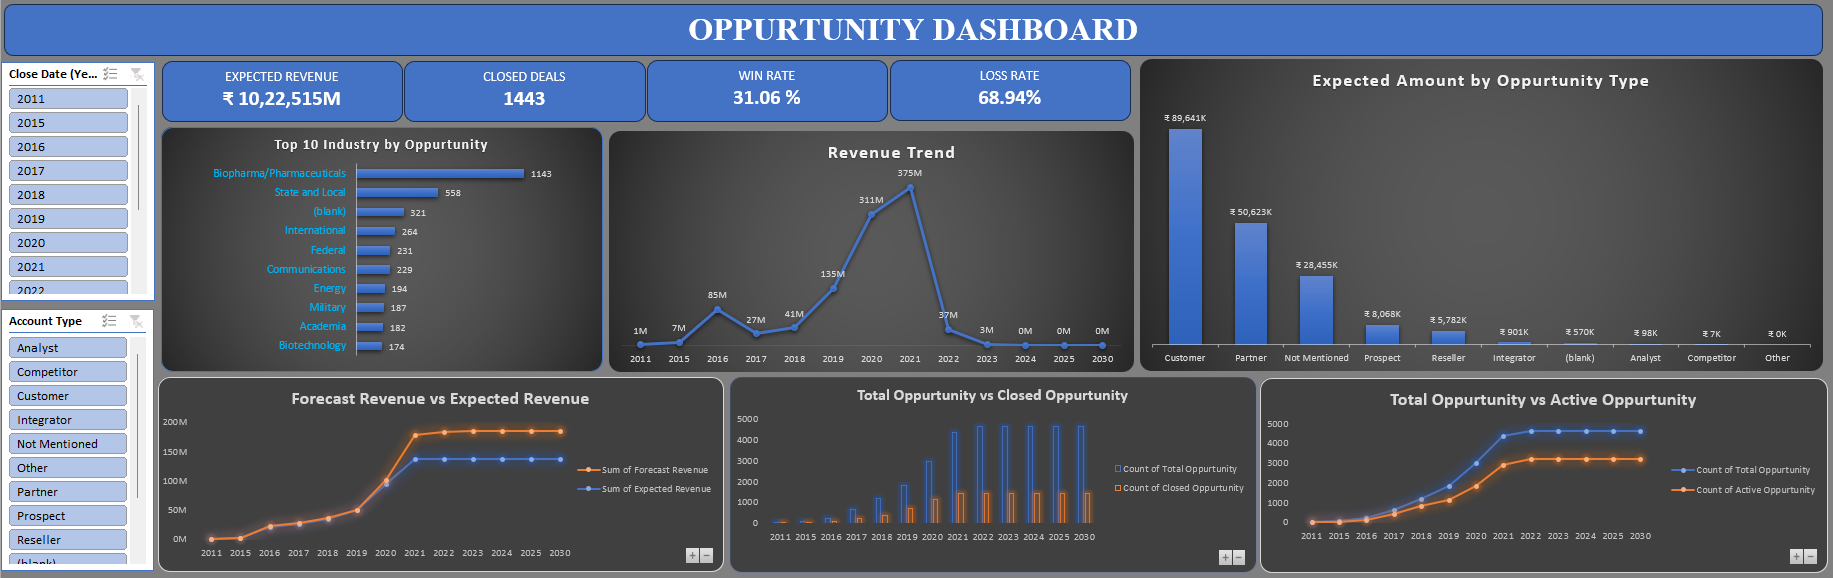 OPPURTUNITY DASHBOARD
Close Date (Ye...
2011
2015
2016
2017
2018
2019
2020
2021
2022
Account Type
Analyst
Competitor
Customer
Integrator
Not Mentioned
Other
Partner
Prospect
Reseller
(blank)
EXPECTED REVENUE
₹ 10,22,515M
CLOSED DEALS
1443
WIN RATE
31.06 %
LOSS RATE
68.94%
Top 10 Industry by Oppurtunity
Biopharma/Pharmaceuticals 1143
State and Local 558
(blank) 321
International 264
Federal 231
Communications 229
Energy 194
Military 187
Academia 182
Biotechnology 174
Revenue Trend
1M 7M 85M 27M 41M 135M 311M 375M 37M 3M 0M 0M 0M
2011 2015 2016 2017 2018 2019 2020 2021 2022 2023 2024 2025 2030
Expected Amount by Oppurtunity Type
₹ 89,641K ₹ 50,623K ₹ 28,455K ₹ 8,068K ₹ 5,782K ₹ 901K ₹ 570K ₹ 98K ₹ 7K ₹ 0K
Customer Partner Not Mentioned Prospect Reseller Integrator (blank) Analyst Competitor Other
Forecast Revenue vs Expected Revenue
200M
150M
100M
50M
0M
2011 2015 2016 2017 2018 2019 2020 2021 2022 2023 2024 2025 2030
Sum of Forecast Revenue
Sum of Expected Revenue
Total Oppurtunity vs Closed Oppurtunity
5000
4000
3000
2000
1000
0
2011 2015 2016 2017 2018 2019 2020 2021 2022 2023 2024 2025 2030
Count of Total Oppurtunity
Count of Closed Oppurtunity
Total Oppurtunity vs Active Oppurtunity
5000
4000
3000
2000
1000
0
2011 2015 2016 2017 2018 2019 2020 2021 2022 2023 2024 2025 2030
Count of Total Oppurtunity
Count of Active Oppurtunity